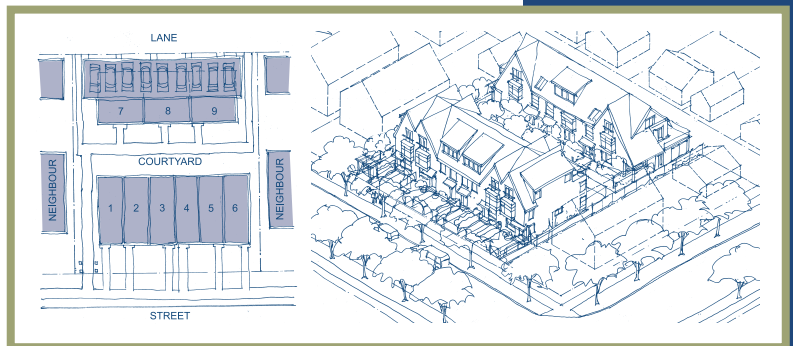 LANE
7 8 9
COURTYARD
NEIGHBOUR
NEIGHBOUR
1 2 3 4 5 6
STREET